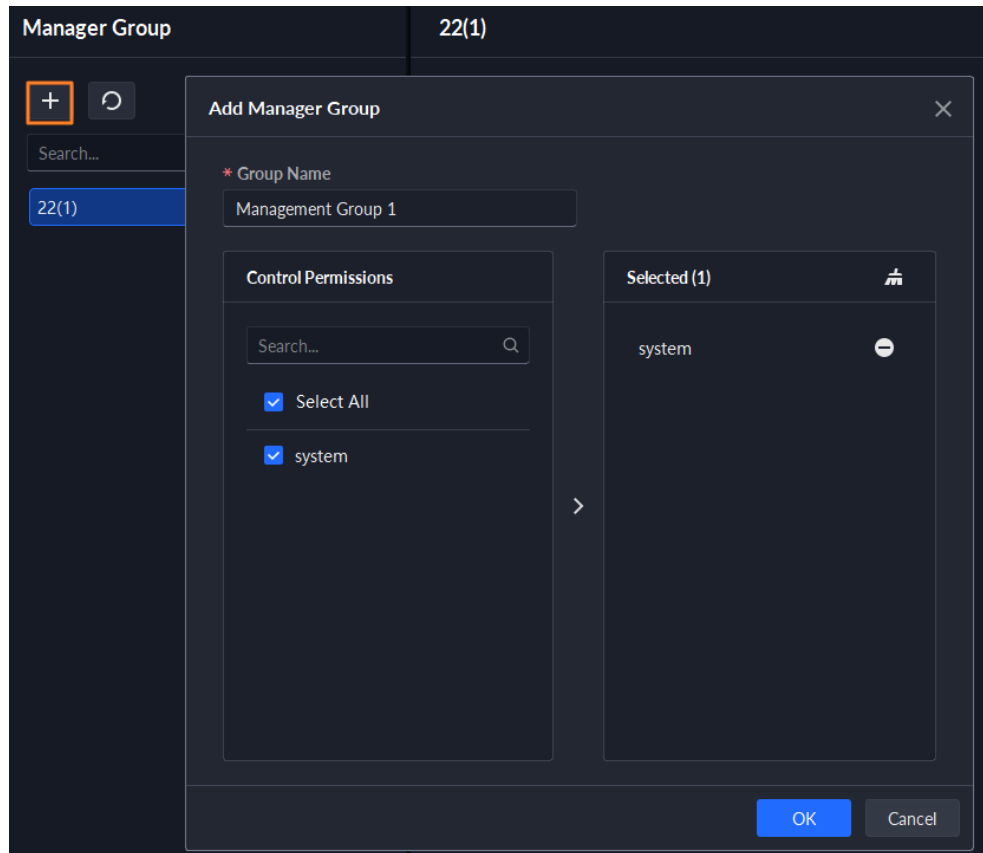 Manager Group
22(1)
Add Manager Group
Search...
22(1)
* Group Name
Management Group 1
Control Permissions
Selected (1)
Search...
system
Select All
system
OK
Cancel